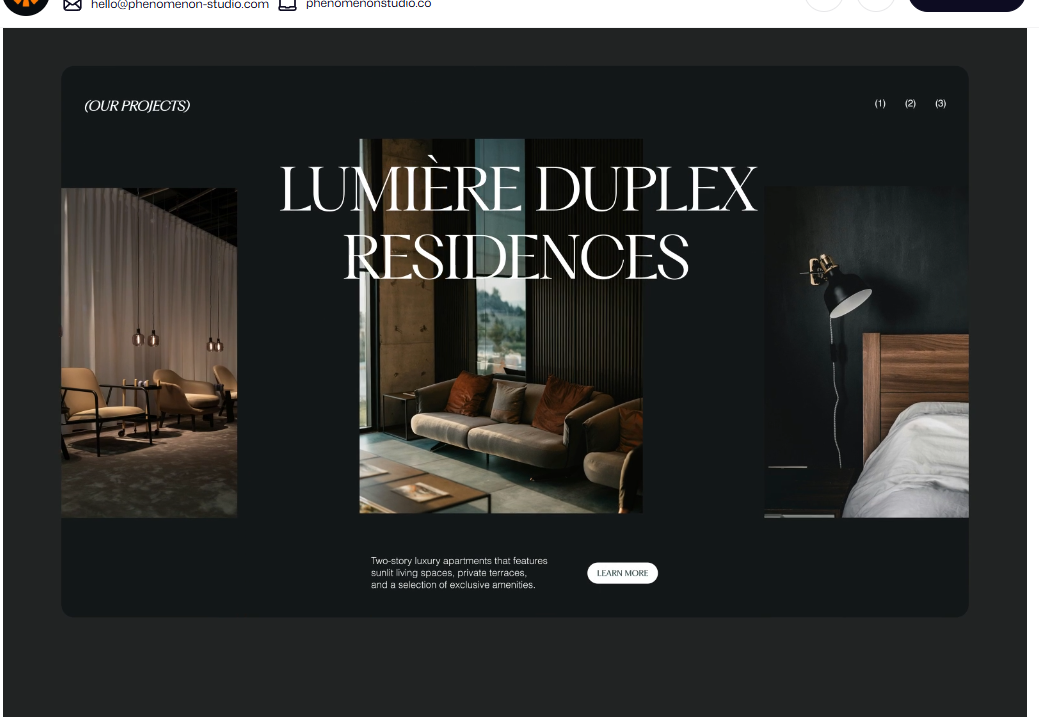 hello@phenomenon-studio.com
phenomenonstudio.co
(OUR PROJECTS)
(1) (2) (3)
LUMIÈRE DUPLEX
RESIDENCES
Two-story luxury apartments that features
sunlit living spaces, private terraces,
and a selection of exclusive amenities.
LEARN MORE